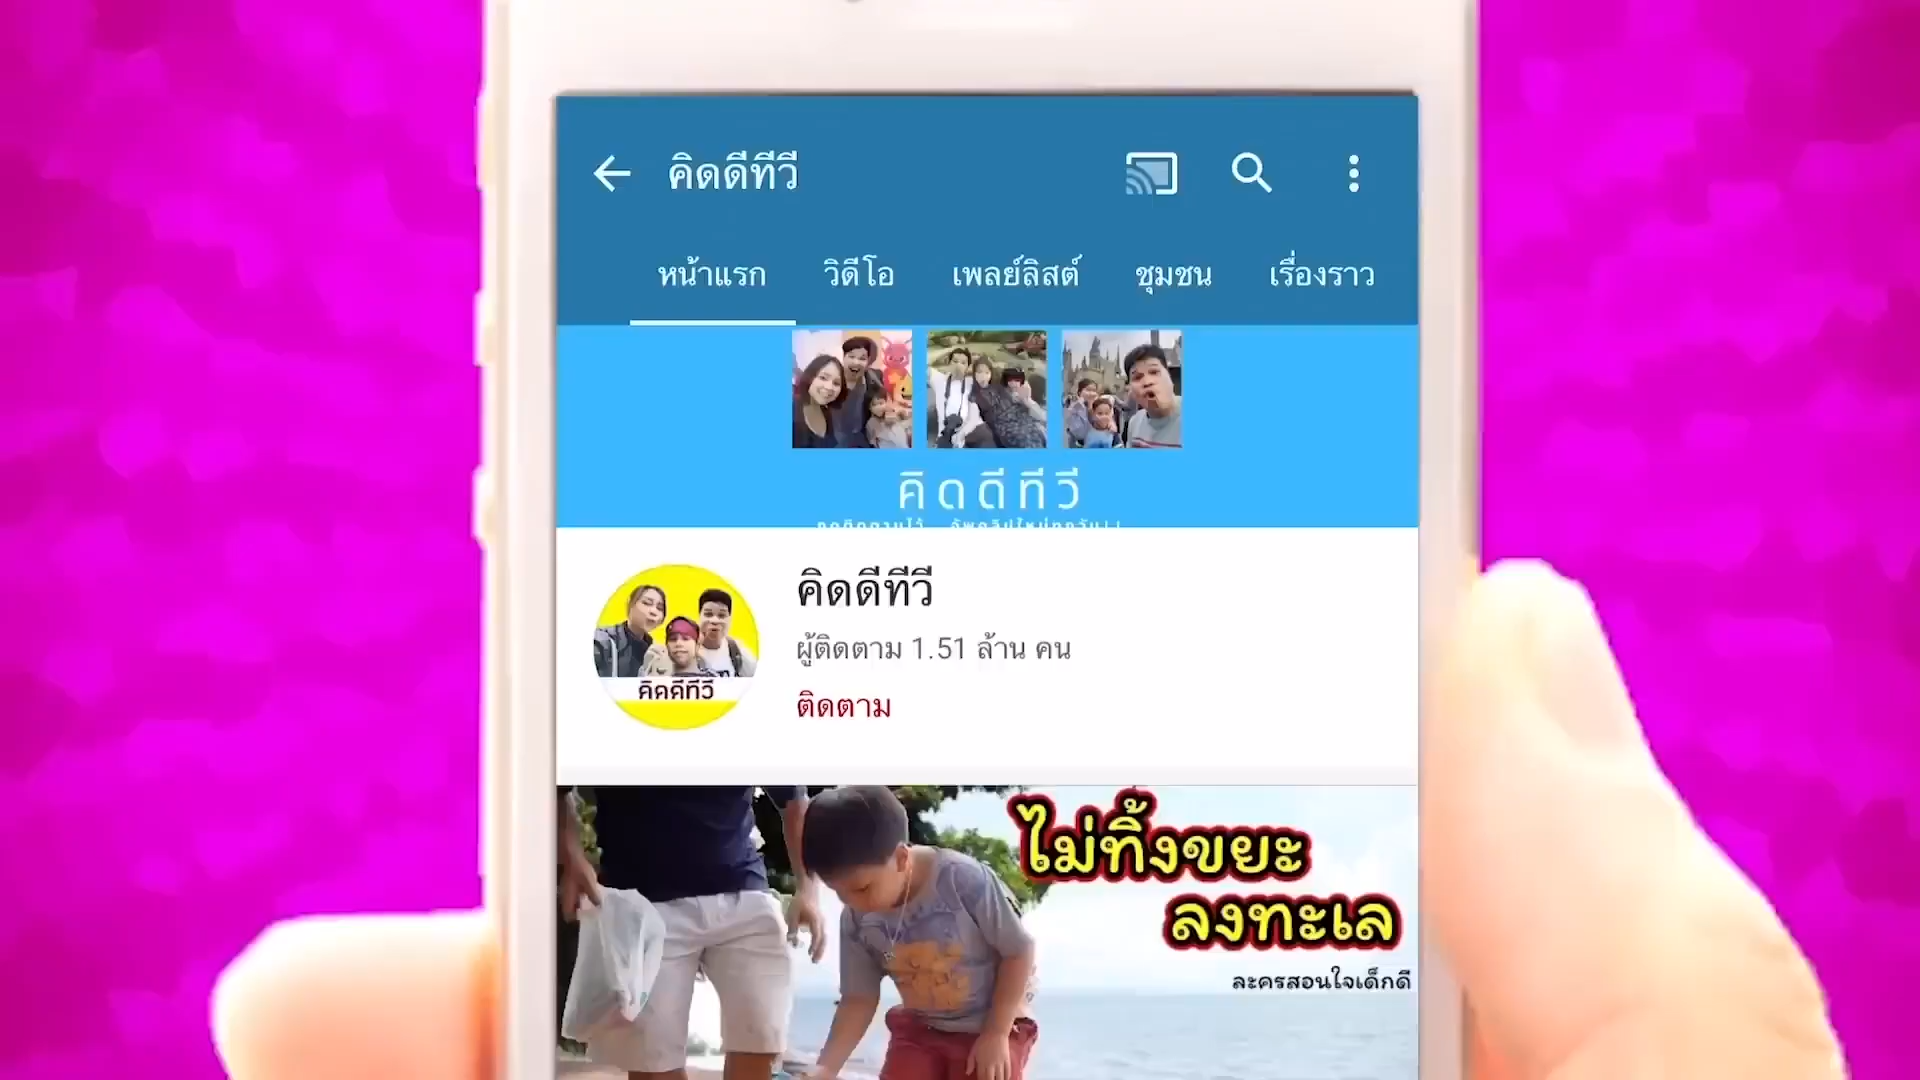 คิดดีทีวี
หน้าแรก วิดีโอ เพลย์ลิสต์ ชุมชน เรื่องราว
คิดดีทีวี
คิดดีทีวี
ผู้ติดตาม 1.51 ล้าน คน
ติดตาม
คิดดีทีวี
ไม่ทิ้งขยะ
ลงทะเล
ละครสอนใจเด็กดี